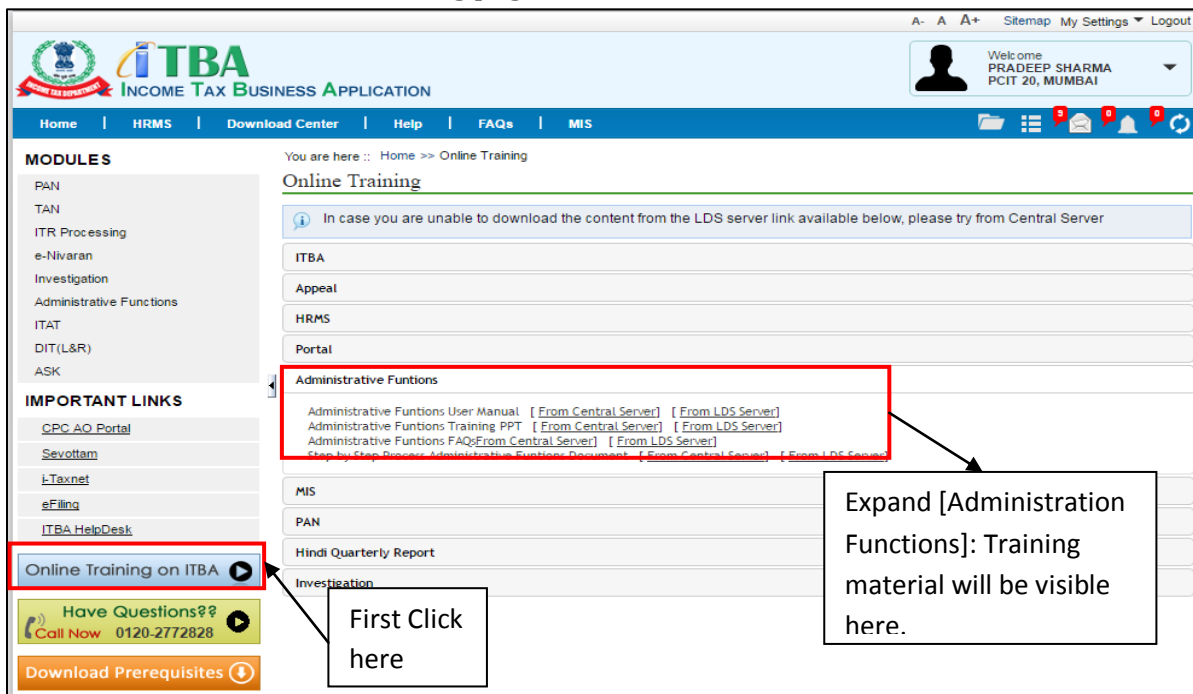 A- A A+ Sitemap My Settings Logout
INCOME TAX DEPARTMENT
iTBA
INCOME TAX BUSINESS APPLICATION
Welcome
PRADEEP SHARMA
PCIT 20, MUMBAI
Home | HRMS | Download Center | Help | FAQs | MIS
MODULES
PAN
TAN
ITR Processing
e-Nivaran
Investigation
Administrative Functions
ITAT
DIT(L&R)
ASK
IMPORTANT LINKS
CPC AO Portal
Sevottam
i-Taxnet
eFiling
ITBA HelpDesk
Online Training on ITBA
Have Questions??
Call Now 0120-2772828
Download Prerequisites
You are here :: Home >> Online Training
Online Training
In case you are unable to download the content from the LDS server link available below, please try from Central Server
ITBA
Appeal
HRMS
Portal
Administrative Funtions
Administrative Funtions User Manual [ From Central Server] [ From LDS Server]
Administrative Funtions Training PPT [ From Central Server] [ From LDS Server]
Administrative Funtions FAQsFrom Central Server] [ From LDS Server]
Step by Step Process Administrative Funtions Document [ From Central Server] [ From LDS Server]
MIS
PAN
Hindi Quarterly Report
Investigation
First Click
here
Expand [Administration
Functions]: Training
material will be visible
here.